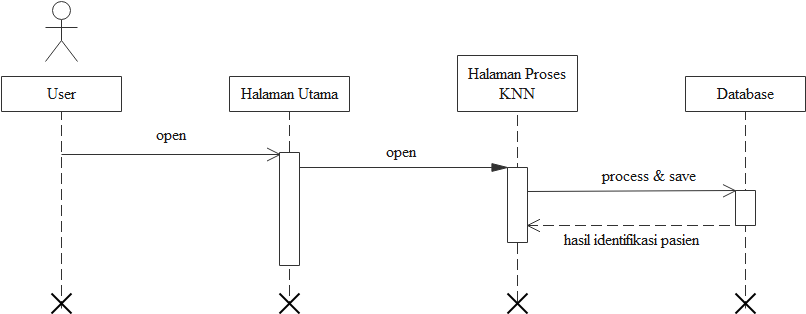 User
Halaman Utama
Halaman Proses
KNN
Database
open
open
process & save
hasil identifikasi pasien